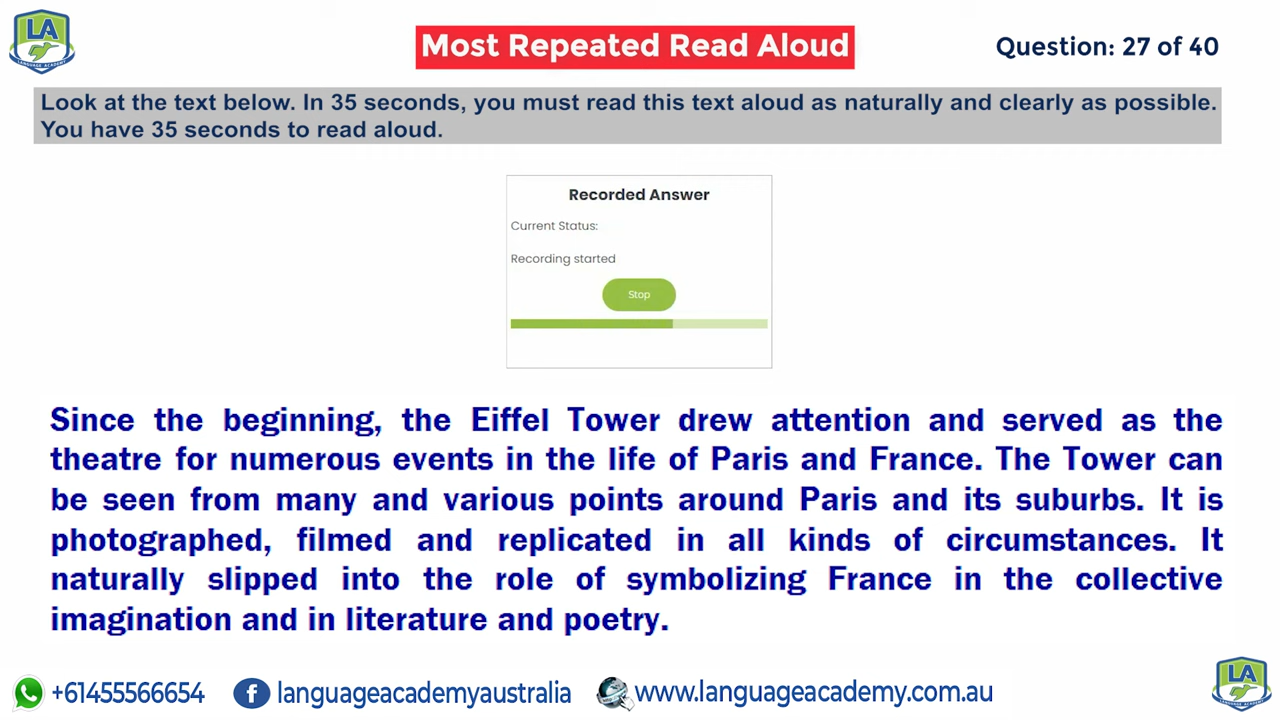 LA
LANGUAGE ACADEMY
Most Repeated Read Aloud
Question: 27 of 40
Look at the text below. In 35 seconds, you must read this text aloud as naturally and clearly as possible.
You have 35 seconds to read aloud.
Recorded Answer
Current Status:
Recording started
Stop
Since the beginning, the Eiffel Tower drew attention and served as the
theatre for numerous events in the life of Paris and France. The Tower can
be seen from many and various points around Paris and its suburbs. It is
photographed, filmed and replicated in all kinds of circumstances. It
naturally slipped into the role of symbolizing France in the collective
imagination and in literature and poetry.
+61455566654
languageacademyaustralia
www.languageacademy.com.au
LA
LANGUAGE ACADEMY